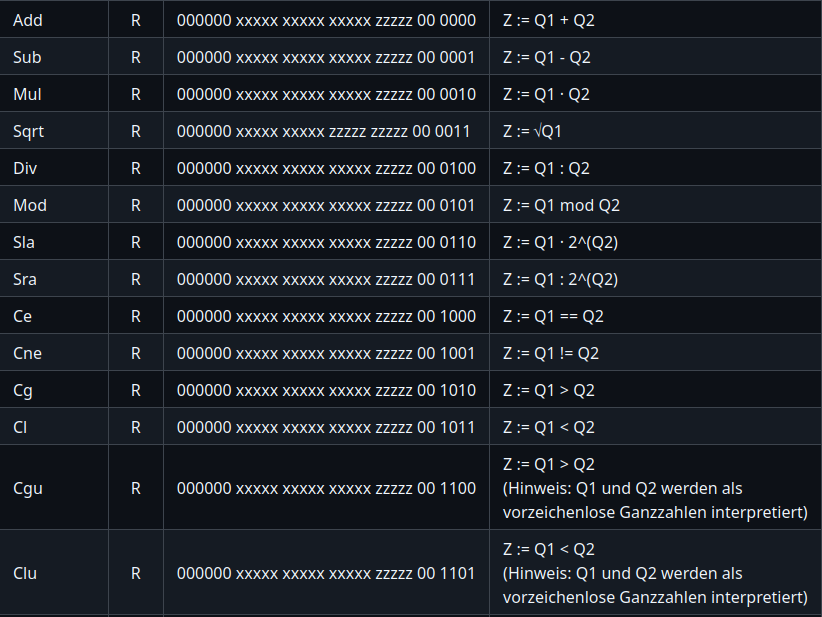 Add R 000000 xxxxx xxxxx xxxxx zzzzz 00 0000 Z := Q1 + Q2
Sub R 000000 xxxxx xxxxx xxxxx zzzzz 00 0001 Z := Q1 - Q2
Mul R 000000 xxxxx xxxxx xxxxx zzzzz 00 0010 Z := Q1 · Q2
Sqrt R 000000 xxxxx xxxxx zzzzz zzzzz 00 0011 Z := √Q1
Div R 000000 xxxxx xxxxx xxxxx zzzzz 00 0100 Z := Q1 : Q2
Mod R 000000 xxxxx xxxxx xxxxx zzzzz 00 0101 Z := Q1 mod Q2
Sla R 000000 xxxxx xxxxx xxxxx zzzzz 00 0110 Z := Q1 · 2^(Q2)
Sra R 000000 xxxxx xxxxx xxxxx zzzzz 00 0111 Z := Q1 : 2^(Q2)
Ce R 000000 xxxxx xxxxx xxxxx zzzzz 00 1000 Z := Q1 == Q2
Cne R 000000 xxxxx xxxxx xxxxx zzzzz 00 1001 Z := Q1 != Q2
Cg R 000000 xxxxx xxxxx xxxxx zzzzz 00 1010 Z := Q1 > Q2
Cl R 000000 xxxxx xxxxx xxxxx zzzzz 00 1011 Z := Q1 < Q2
Cgu R 000000 xxxxx xxxxx xxxxx zzzzz 00 1100 Z := Q1 > Q2
(Hinweis: Q1 und Q2 werden als
vorzeichenlose Ganzzahlen interpretiert)
Clu R 000000 xxxxx xxxxx xxxxx zzzzz 00 1101 Z := Q1 < Q2
(Hinweis: Q1 und Q2 werden als
vorzeichenlose Ganzzahlen interpretiert)